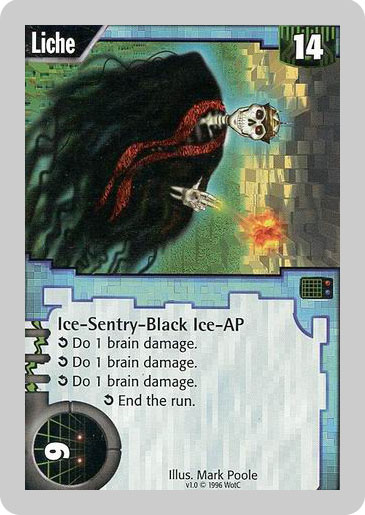 Liche
14
Ice-Sentry-Black Ice-AP
Do 1 brain damage.
Do 1 brain damage.
Do 1 brain damage.
End the run.
6
Illus. Mark Poole
v1.0 © 1996 WotC